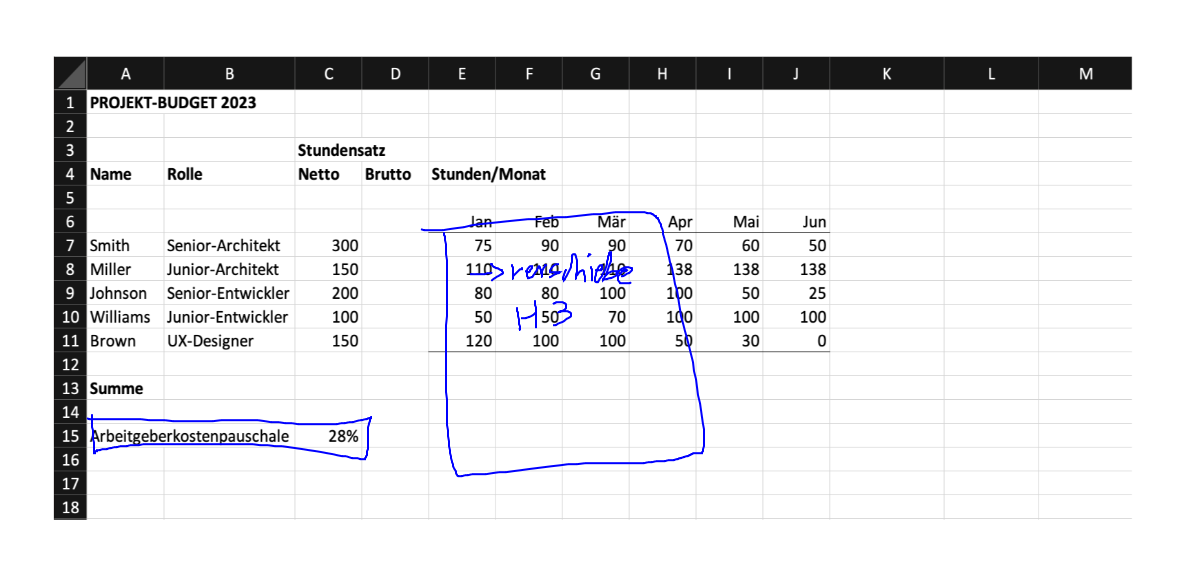 A B C D E F G H I J K L M
1 PROJEKT-BUDGET 2023
2
3 Stundensatz
4 Name Rolle Netto Brutto Stunden/Monat
5
6 Jan Feb Mär Apr Mai Jun
7 Smith Senior-Architekt 300 75 90 90 70 60 50
8 Miller Junior-Architekt 150 110 138 138 138
9 Johnson Senior-Entwickler 200 80 80 100 100 50 25
10 Williams Junior-Entwickler 100 50 50 70 100 100 100
11 Brown UX-Designer 150 120 100 100 50 30 0
12
13 Summe
14
15 Arbeitgeberkostenpauschale 28%
16
17
18
H3